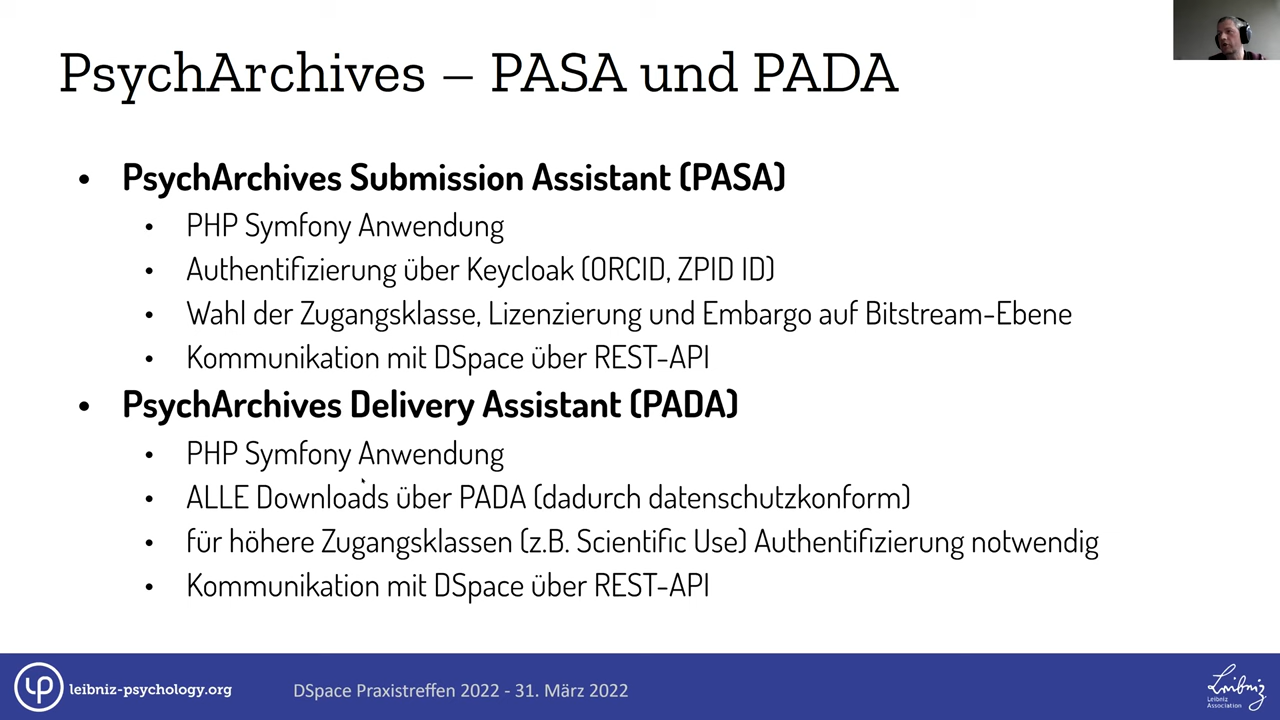 PsychArchives – PASA und PADA
• PsychArchives Submission Assistant (PASA)
• PHP Symfony Anwendung
• Authentifizierung über Keycloak (ORCID, ZPID ID)
• Wahl der Zugangsklasse, Lizenzierung und Embargo auf Bitstream-Ebene
• Kommunikation mit DSpace über REST-API
• PsychArchives Delivery Assistant (PADA)
• PHP Symfony Anwendung
• ALLE Downloads über PADA (dadurch datenschutzkonform)
• für höhere Zugangsklassen (z.B. Scientific Use) Authentifizierung notwendig
• Kommunikation mit DSpace über REST-API
leibniz-psychology.org
DSpace Praxistreffen 2022 - 31. März 2022
Leibniz
Leibniz
Association